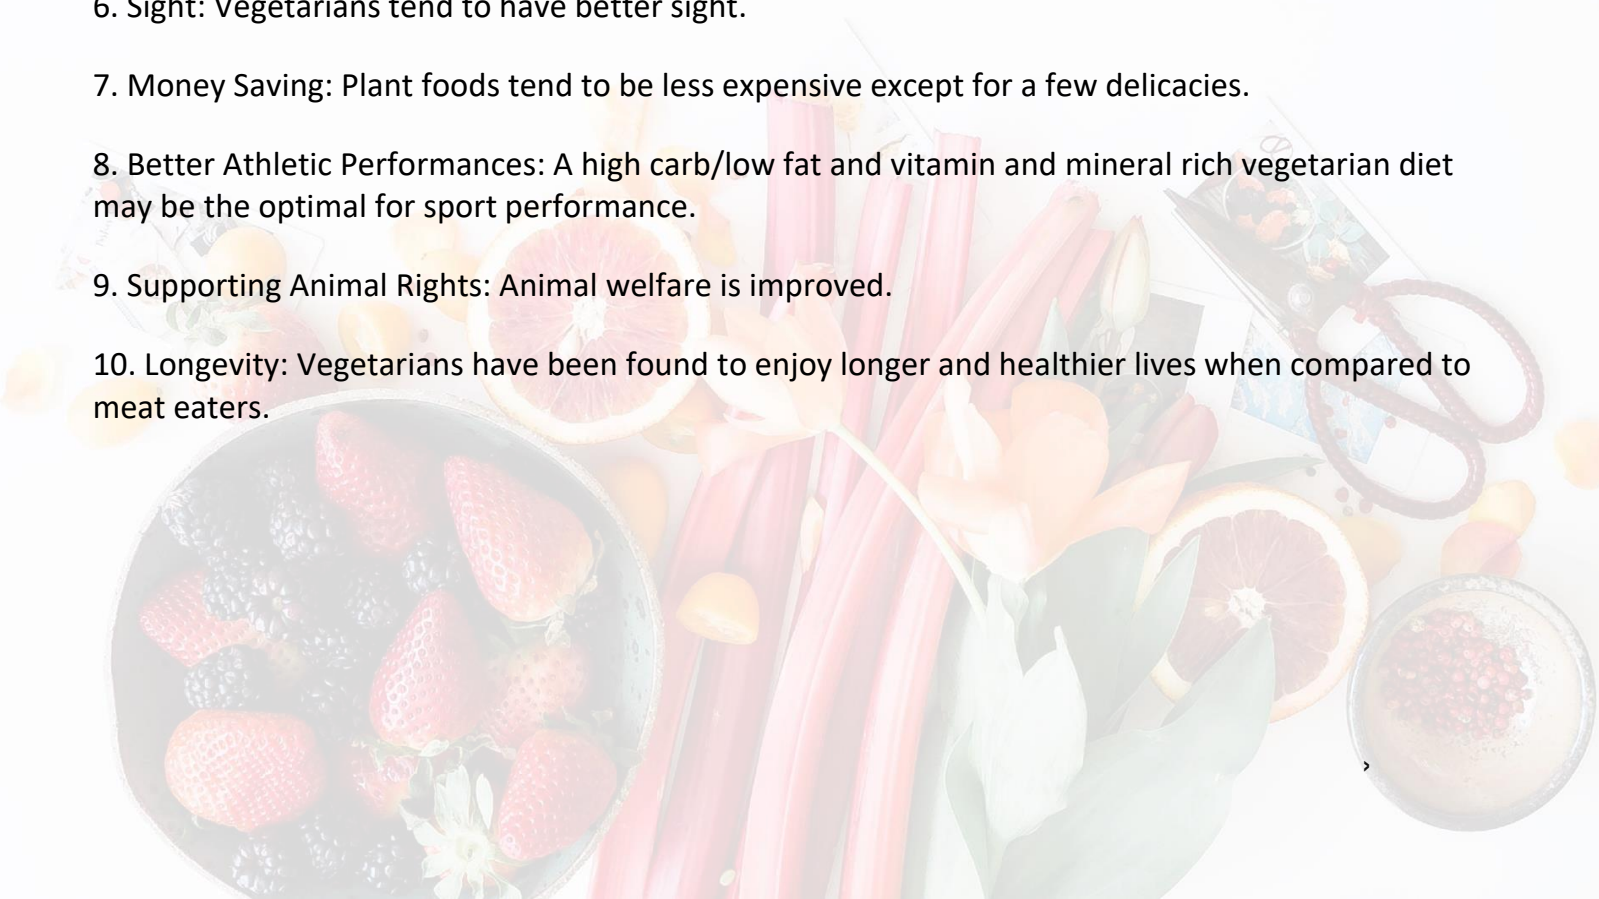 6. Sight: Vegetarians tend to have better sight.
7. Money Saving: Plant foods tend to be less expensive except for a few delicacies.
8. Better Athletic Performances: A high carb/low fat and vitamin and mineral rich vegetarian diet
may be the optimal for sport performance.
9. Supporting Animal Rights: Animal welfare is improved.
10. Longevity: Vegetarians have been found to enjoy longer and healthier lives when compared to
meat eaters.
›